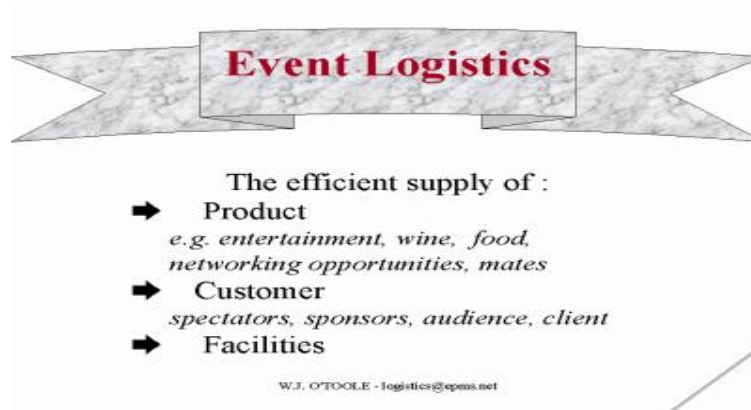 Event Logistics
The efficient supply of :
Product
e.g. entertainment, wine, food,
networking opportunities, mates
Customer
spectators, sponsors, audience, client
Facilities
W.J. O'TOOLE - logistics@epms.net